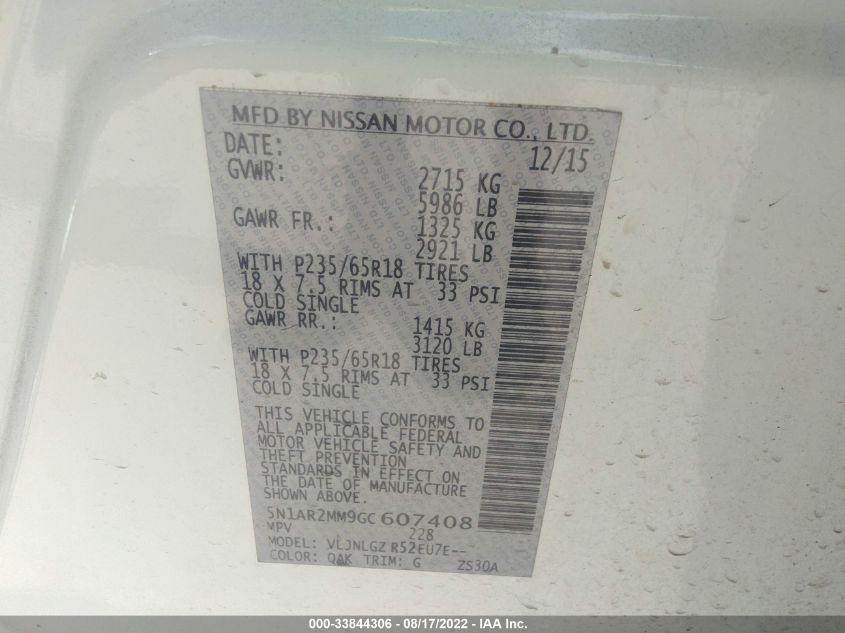 MFD BY NISSAN MOTOR CO., LTD.
DATE: 12/15
GVWR: 2715 KG
5986 LB
GAWR FR.: 1325 KG
2921 LB
WITH P235/65R18 TIRES
18 X 7.5 RIMS AT 33 PSI
COLD SINGLE
GAWR RR.: 1415 KG
3120 LB
WITH P235/65R18 TIRES
18 X 7.5 RIMS AT 33 PSI
COLD SINGLE
THIS VEHICLE CONFORMS TO
ALL APPLICABLE FEDERAL
MOTOR VEHICLE SAFETY AND
THEFT PREVENTION
STANDARDS IN EFFECT ON
THE DATE OF MANUFACTURE
SHOWN ABOVE.
5N1AR2MM9GC607408
MPV 228
MODEL: VLJNLGZ R52EU7E--
COLOR: QAK TRIM: G ZS30A
000-33844306 - 08/17/2022 - IAA Inc.